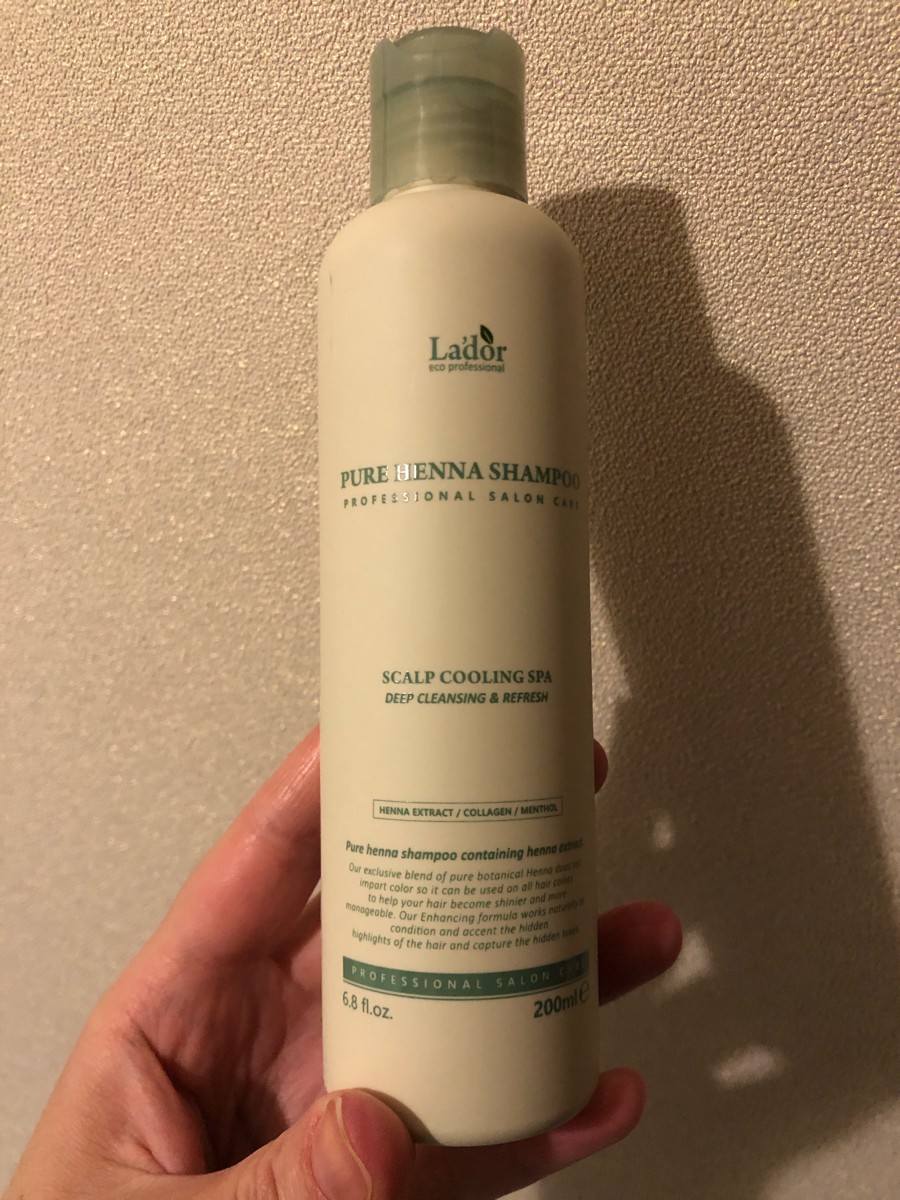 La'dor
eco professional
PURE HENNA SHAMPOO
PROFESSIONAL SALON CARE
SCALP COOLING SPA
DEEP CLEANSING & REFRESH
HENNA EXTRACT / COLLAGEN / MENTHOL
Pure henna shampoo containing henna extract
Our exclusive blend of pure botanical Henna does not
impart color so it can be used on all hair colors
to help your hair become shinier and more
manageable. Our Enhancing formula works naturally to
condition and accent the hidden
highlights of the hair and capture the hidden tones
PROFESSIONAL SALON CARE
6.8 fl.oz.
200ml ℮